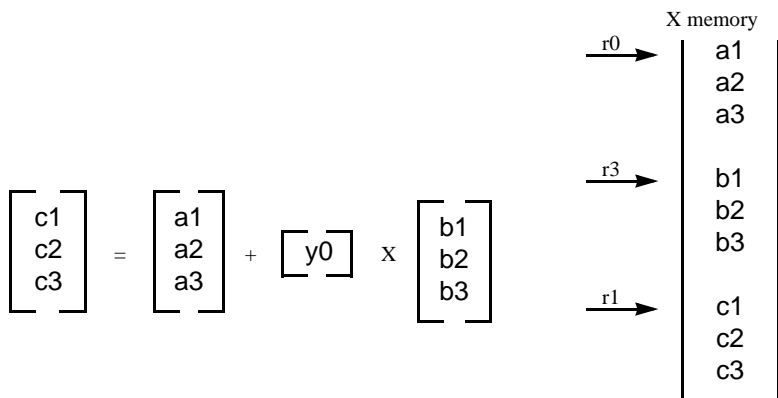 X memory
r0
a1
a2
a3
r3
b1
b2
b3
r1
c1
c2
c3
c1 a1 b1
c2 = a2 + y0 X b2
c3 a3 b3